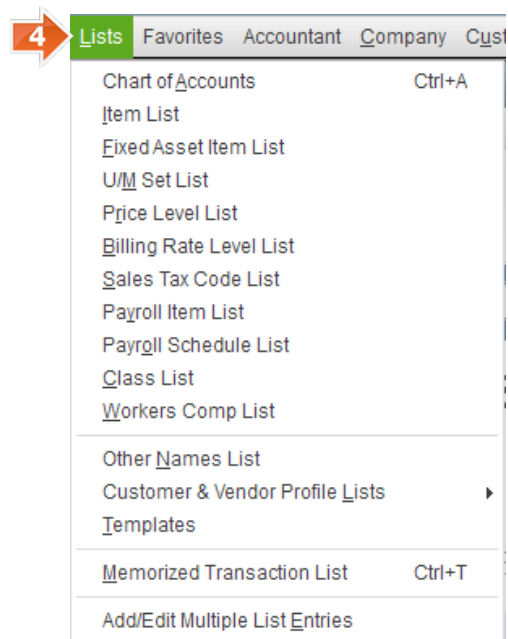 4 Lists Favorites Accountant Company Cust
Chart of Accounts Ctrl+A
Item List
Fixed Asset Item List
U/M Set List
Price Level List
Billing Rate Level List
Sales Tax Code List
Payroll Item List
Payroll Schedule List
Class List
Workers Comp List
Other Names List
Customer & Vendor Profile Lists
Templates
Memorized Transaction List Ctrl+T
Add/Edit Multiple List Entries